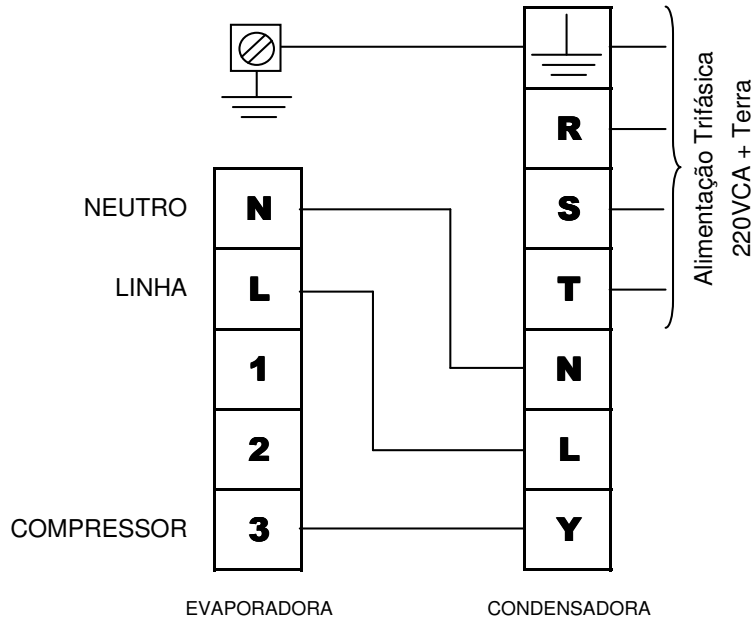 R
S
T
N
L
Y
Alimentação Trifásica
220VCA + Terra
NEUTRO N
LINHA L
1
2
COMPRESSOR 3
EVAPORADORA CONDENSADORA